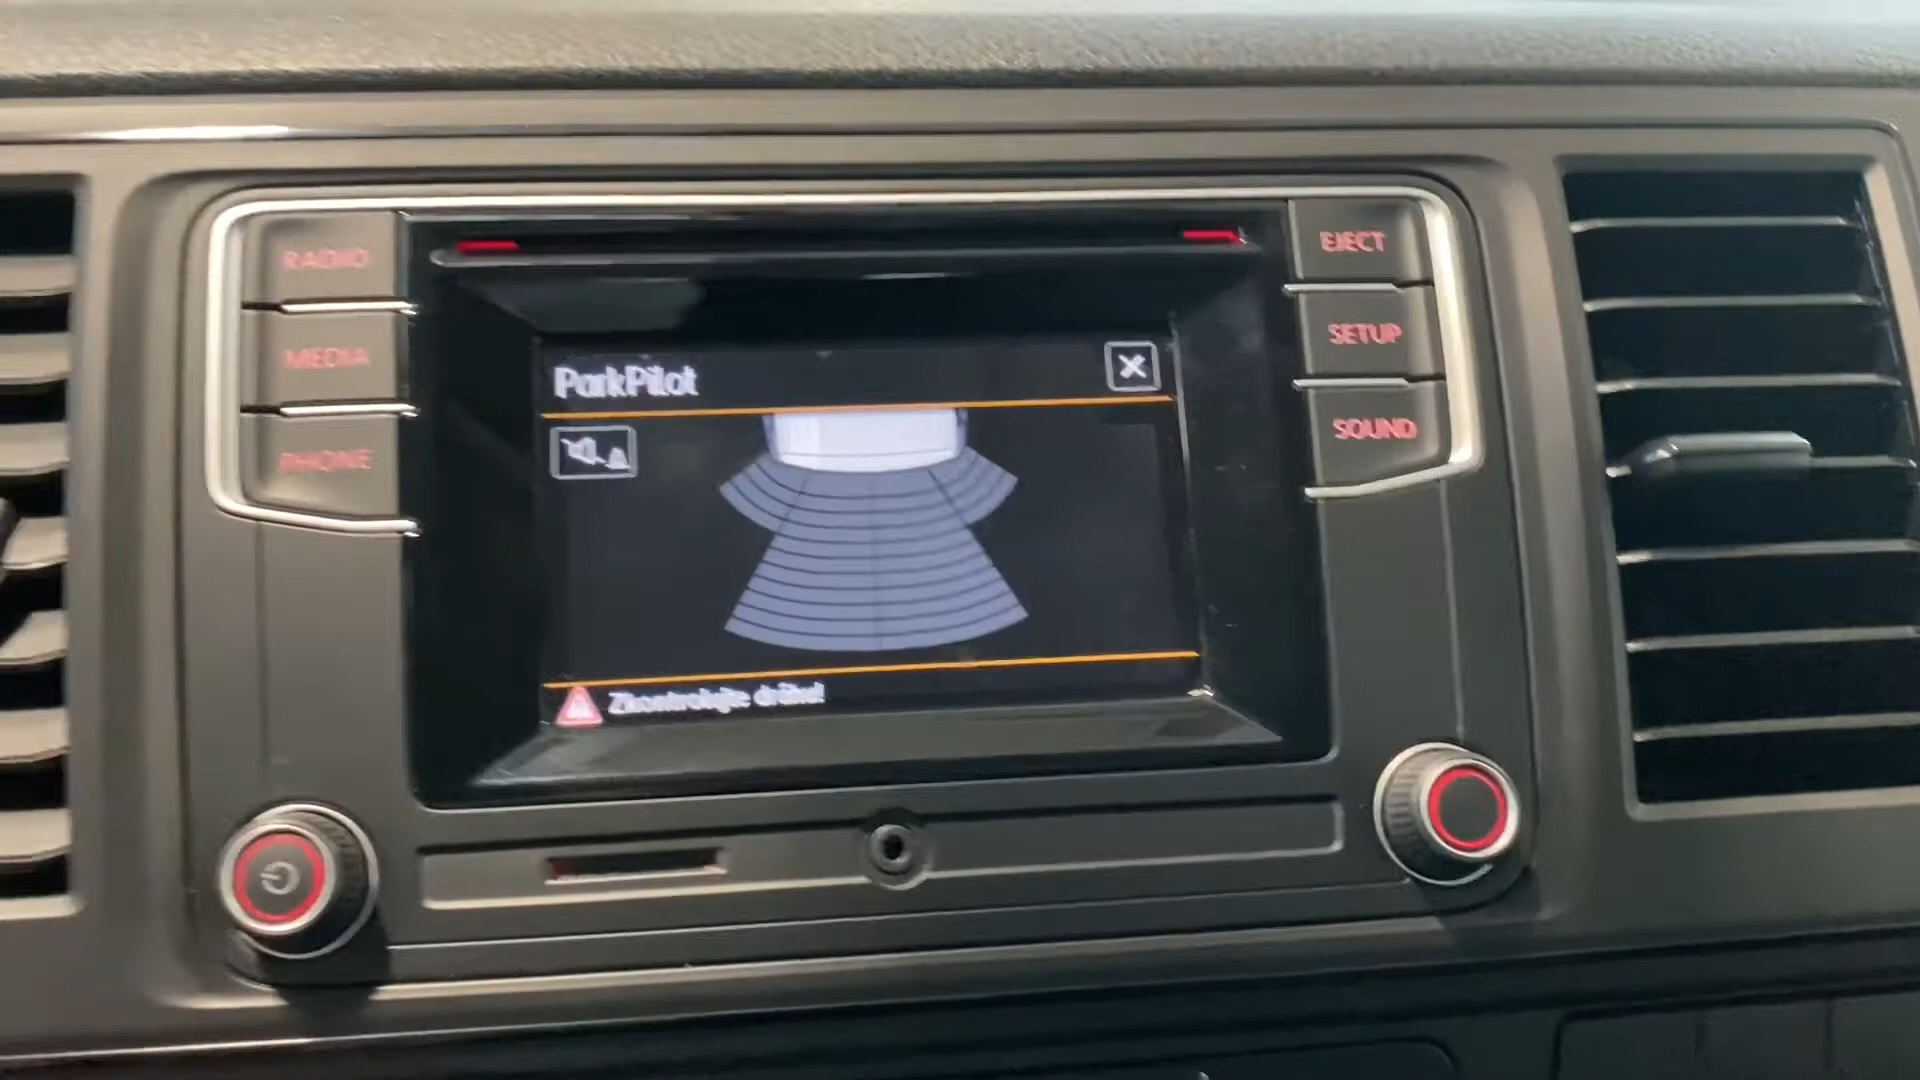 RADIO
MEDIA
PHONE
EJECT
SETUP
SOUND
ParkPilot
Zkontrolujte dráhu!